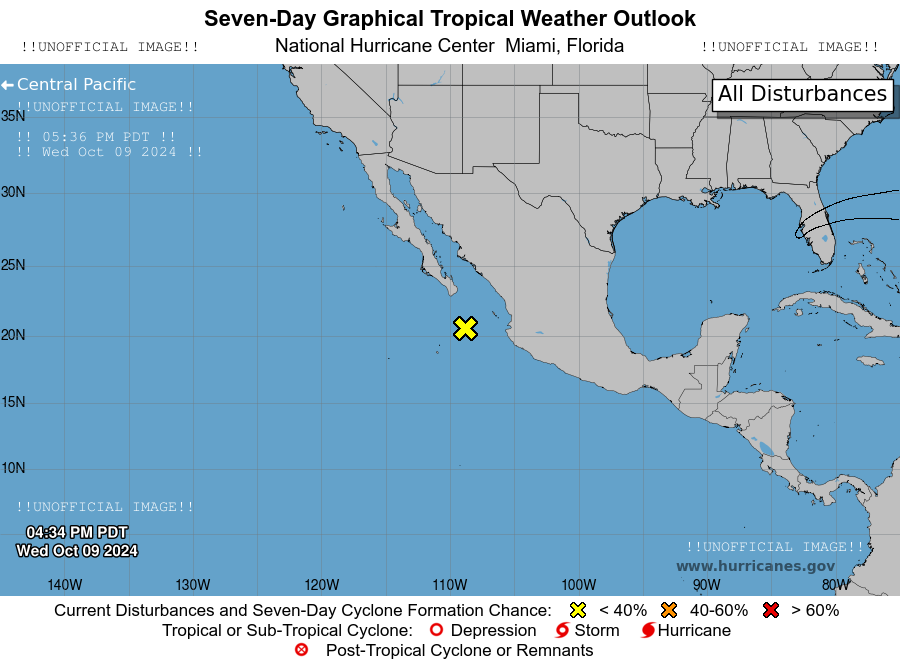 Seven-Day Graphical Tropical Weather Outlook
!!UNOFFICIAL IMAGE!! National Hurricane Center Miami, Florida !!UNOFFICIAL IMAGE!!
Central Pacific
All Disturbances
!!UNOFFICIAL IMAGE!!
35N
!! 05:36 PM PDT !!
!! Wed Oct 09 2024 !!
30N
25N
20N
15N
10N
!!UNOFFICIAL IMAGE!!
04:34 PM PDT
Wed Oct 09 2024
!!UNOFFICIAL IMAGE!!
www.hurricanes.gov
140W 130W 120W 110W 100W 90W 80W
Current Disturbances and Seven-Day Cyclone Formation Chance: < 40% 40-60% > 60%
Tropical or Sub-Tropical Cyclone: Depression Storm Hurricane
Post-Tropical Cyclone or Remnants